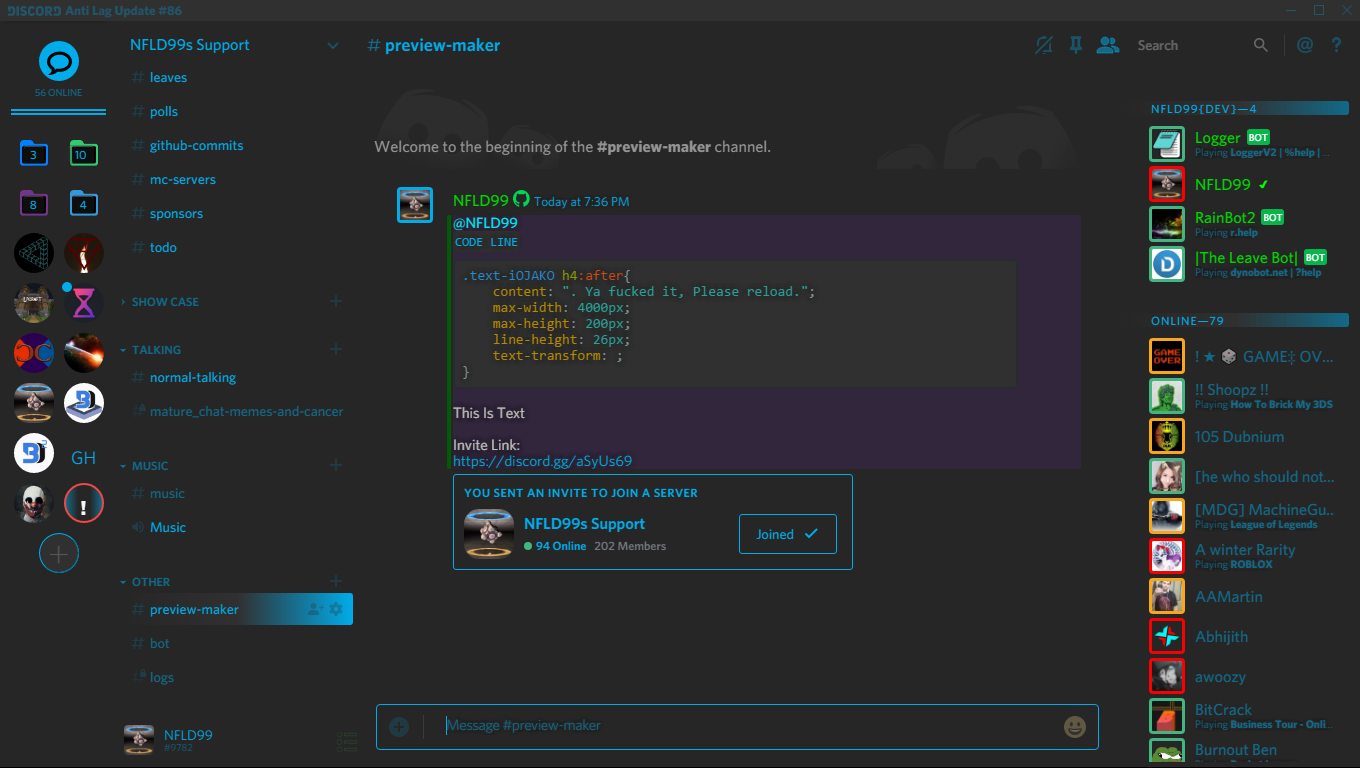 DISCORD Anti Lag Update #86
56 ONLINE
3
10
8
4
GH
NFLD99s Support
# leaves
# polls
# github-commits
# mc-servers
# sponsors
# todo
SHOW CASE
TALKING
# normal-talking
mature_chat-memes-and-cancer
MUSIC
# music
Music
OTHER
# preview-maker
# bot
# logs
NFLD99
#9782
# preview-maker
Search
@ ?
Welcome to the beginning of the #preview-maker channel.
NFLD99 Today at 7:36 PM
@NFLD99
CODE LINE
.text-iOJAKO h4:after{
content: ". Ya fucked it, Please reload.";
max-width: 4000px;
max-height: 200px;
line-height: 26px;
text-transform: ;
}
This Is Text
Invite Link:
https://discord.gg/aSyUs69
YOU SENT AN INVITE TO JOIN A SERVER
NFLD99s Support
94 Online 202 Members
Joined
Message #preview-maker
NFLD99{DEV}—4
Logger BOT
Playing LoggerV2 | %help | ...
NFLD99
RainBot2 BOT
Playing r.help
|The Leave Bot| BOT
Playing dynobot.net | ?help
ONLINE—79
GAME OVER
! ★ 🎲 GAME⁝ OV...
!! Shoopz !!
Playing How To Brick My 3DS
105 Dubnium
[he who should not...
[MDG] MachineGu...
Playing League of Legends
A winter Rarity
Playing ROBLOX
AAMartin
Abhijith
awoozy
BitCrack
Playing Business Tour - Onli...
Burnout Ben